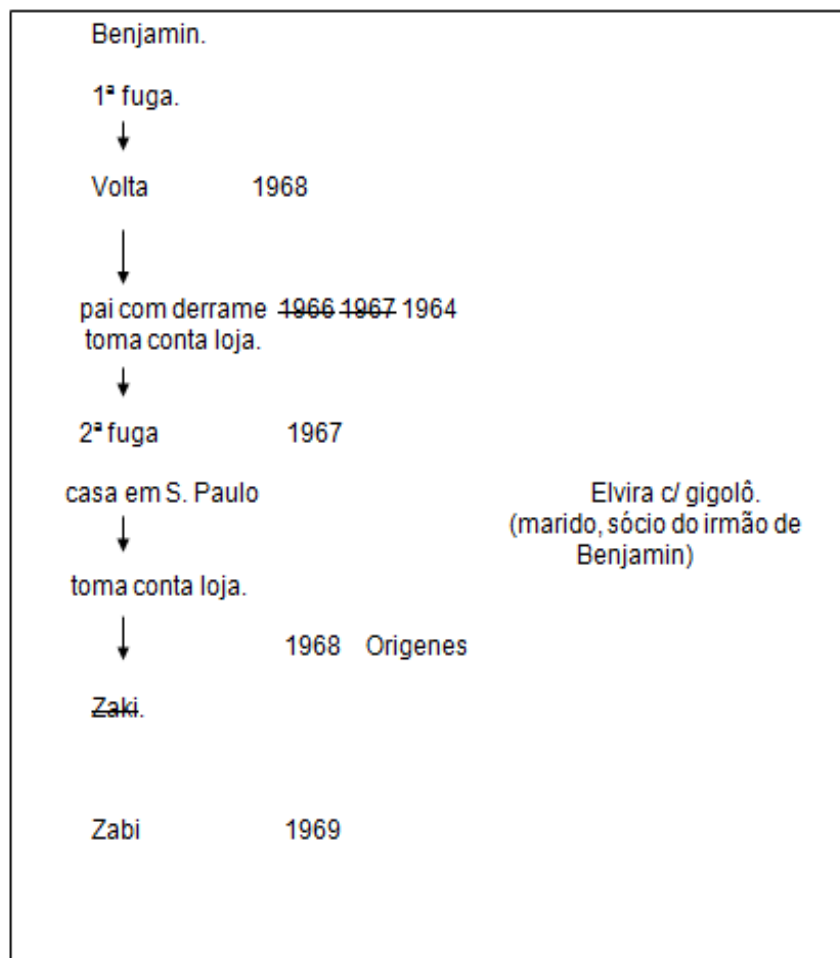 Benjamin.
1ª fuga.
Volta 1968
pai com derrame 1966 1967 1964
toma conta loja.
2ª fuga 1967
casa em S. Paulo Elvira c/ gigolô.
(marido, sócio do irmão de
Benjamin)
toma conta loja.
1968 Origenes
Zaki.
Zabi 1969